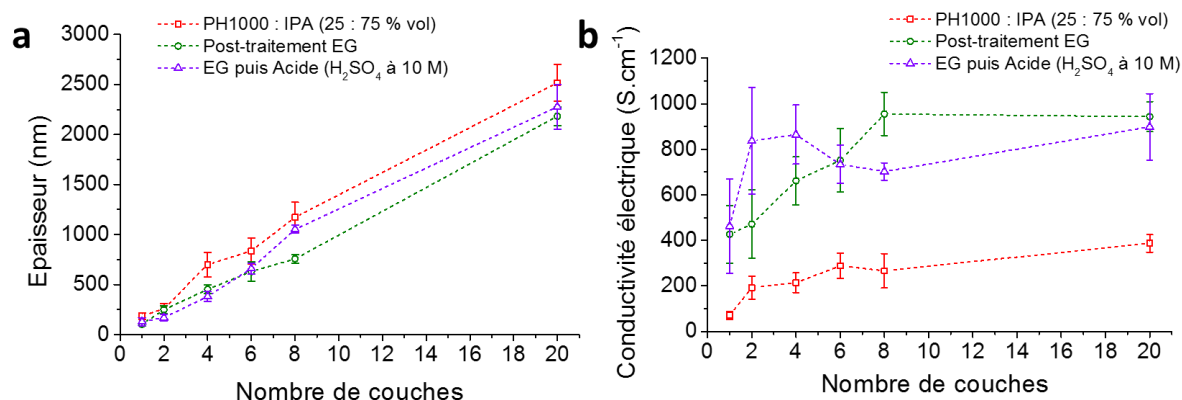 a
PH1000 : IPA (25 : 75 % vol)
Post-traitement EG
EG puis Acide (H₂SO₄ à 10 M)
Epaisseur (nm)
3000
2500
2000
1500
1000
500
0
0 2 4 6 8 10 12 14 16 18 20
Nombre de couches
b
PH1000 : IPA (25 : 75 % vol)
Post-traitement EG
EG puis Acide (H₂SO₄ à 10 M)
Conductivité électrique (S.cm⁻¹)
1200
1000
800
600
400
200
0
0 2 4 6 8 10 12 14 16 18 20
Nombre de couches